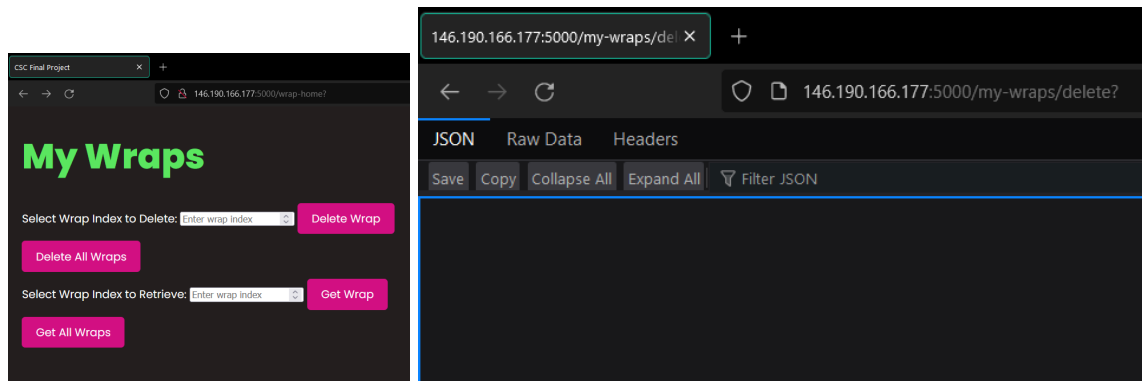 CSC Final Project
146.190.166.177:5000/wrap-home?
My Wraps
Select Wrap Index to Delete: Enter wrap index Delete Wrap
Delete All Wraps
Select Wrap Index to Retrieve: Enter wrap index Get Wrap
Get All Wraps
146.190.166.177:5000/my-wraps/del
146.190.166.177:5000/my-wraps/delete?
JSON Raw Data Headers
Save Copy Collapse All Expand All Filter JSON